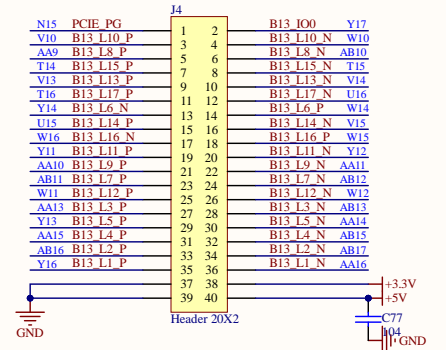 J4
N15 PCIE_PG 1 2 B13_IO0 Y17
V10 B13_L10_P 3 4 B13_L10_N W10
AA9 B13_L8_P 5 6 B13_L8_N AB10
T14 B13_L15_P 7 8 B13_L15_N T15
V13 B13_L13_P 9 10 B13_L13_N V14
T16 B13_L17_P 11 12 B13_L17_N U16
Y14 B13_L6_N 13 14 B13_L6_P W14
U15 B13_L14_P 15 16 B13_L14_N V15
W16 B13_L16_N 17 18 B13_L16_P W15
Y11 B13_L11_P 19 20 B13_L11_N Y12
AA10 B13_L9_P 21 22 B13_L9_N AA11
AB11 B13_L7_P 23 24 B13_L7_N AB12
W11 B13_L12_P 25 26 B13_L12_N W12
AA13 B13_L3_P 27 28 B13_L3_N AB13
Y13 B13_L5_P 29 30 B13_L5_N AA14
AA15 B13_L4_P 31 32 B13_L4_N AB15
AB16 B13_L2_P 33 34 B13_L2_N AB17
Y16 B13_L1_P 35 36 B13_L1_N AA16
37 38 +3.3V
39 40 +5V
Header 20X2
C77
104
GND
GND